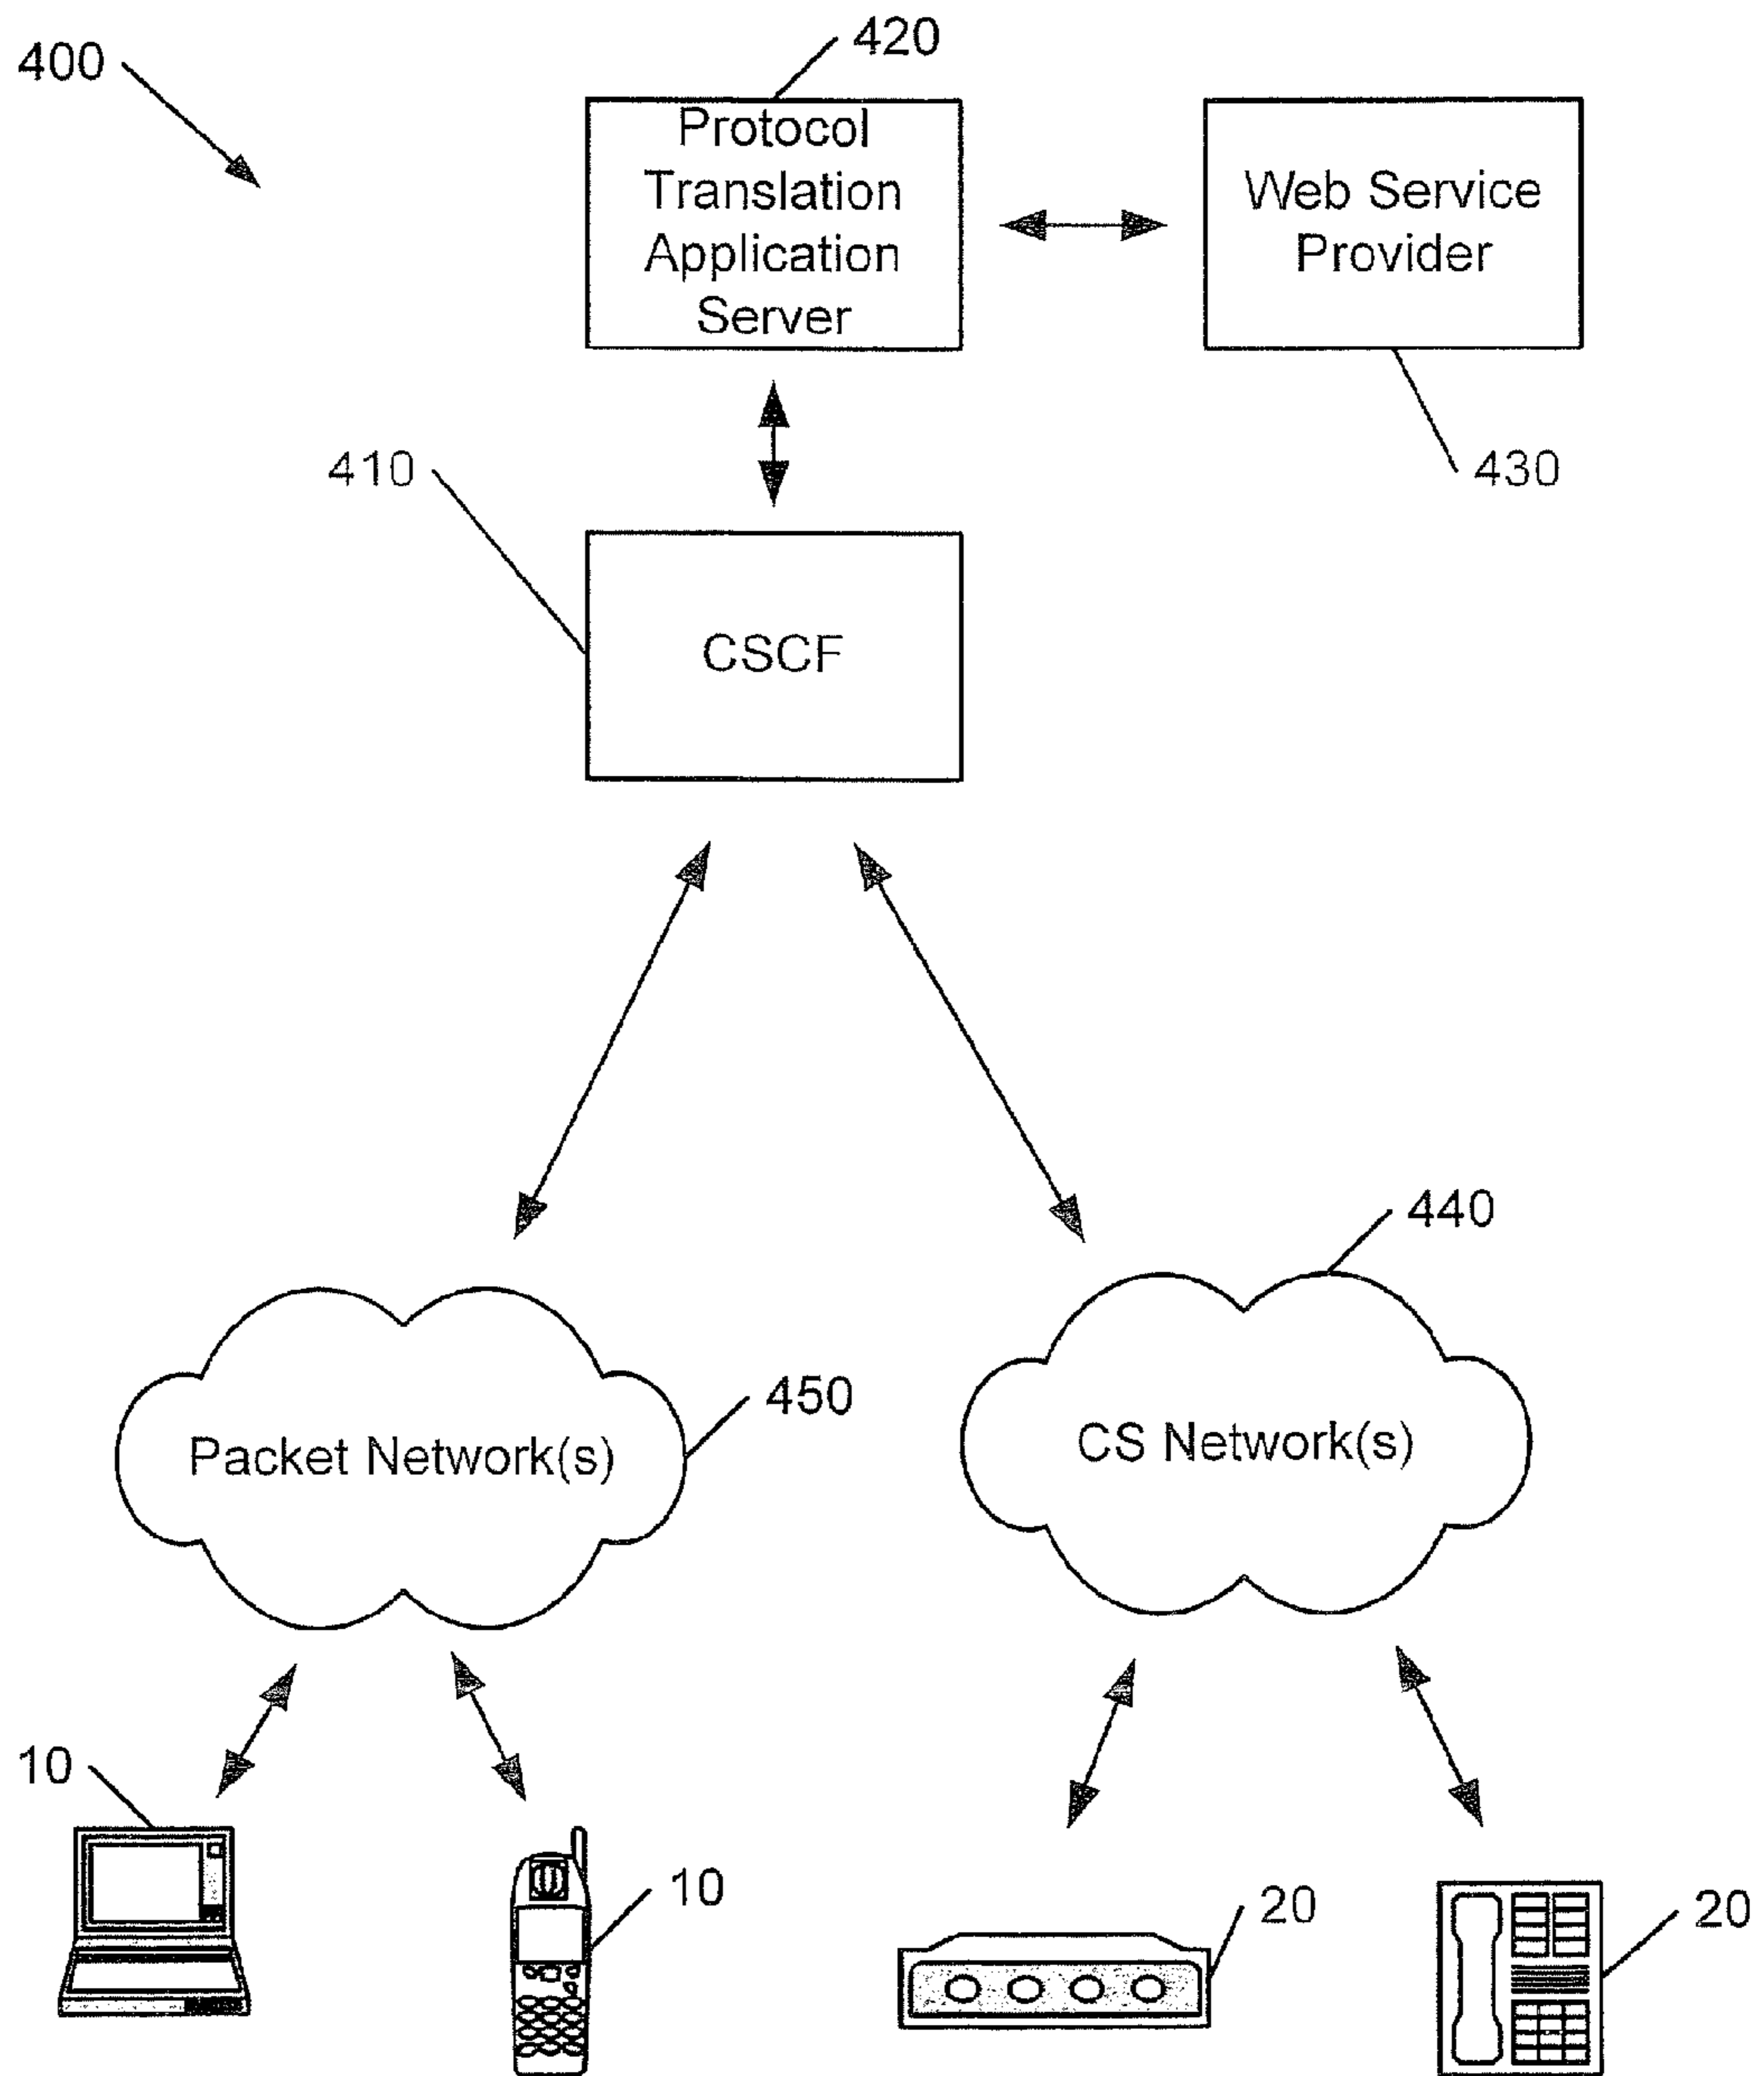 420
400
Protocol
Translation
Application
Server
Web Service
Provider
410
430
CSCF
440
450
Packet Network(s)
CS Network(s)
10
10
20
20